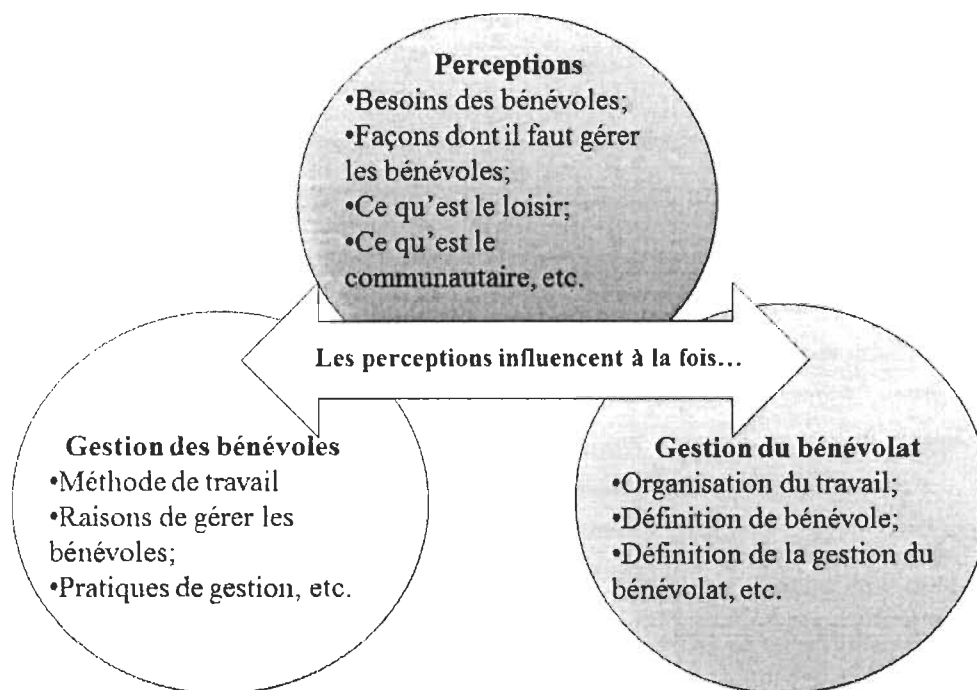 Perceptions
•Besoins des bénévoles;
•Façons dont il faut gérer
les bénévoles;
•Ce qu'est le loisir;
•Ce qu'est le
communautaire, etc.
Les perceptions influencent à la fois…
Gestion des bénévoles
•Méthode de travail
•Raisons de gérer les
bénévoles;
•Pratiques de gestion, etc.
Gestion du bénévolat
•Organisation du travail;
•Définition de bénévole;
•Définition de la gestion du
bénévolat, etc.